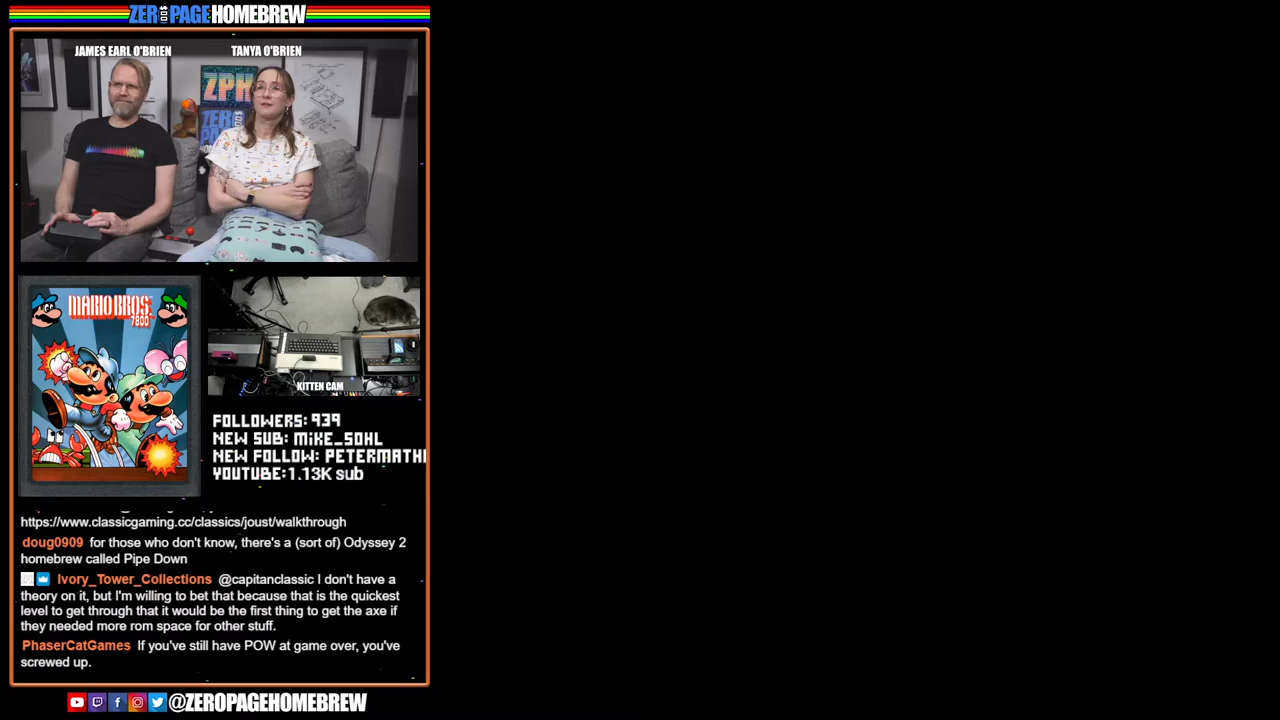 ZERO PAGE HOMEBREW
JAMES EARL O'BRIEN
TANYA O'BRIEN
ZPH
MARIO BROS.
7800
KITTEN CAM
FOLLOWERS: 939
NEW SUB: MIKE_SOHL
NEW FOLLOW: PETERMATH
YOUTUBE:1.13K sub
https://www.classicgaming.cc/classics/joust/walkthrough
doug0909 for those who don't know, there's a (sort of) Odyssey 2
homebrew called Pipe Down
Ivory_Tower_Collections @capitanclassic I don't have a
theory on it, but I'm willing to bet that because that is the quickest
level to get through that it would be the first thing to get the axe if
they needed more rom space for other stuff.
PhaserCatGames If you've still have POW at game over, you've
screwed up.
@ZEROPAGEHOMEBREW